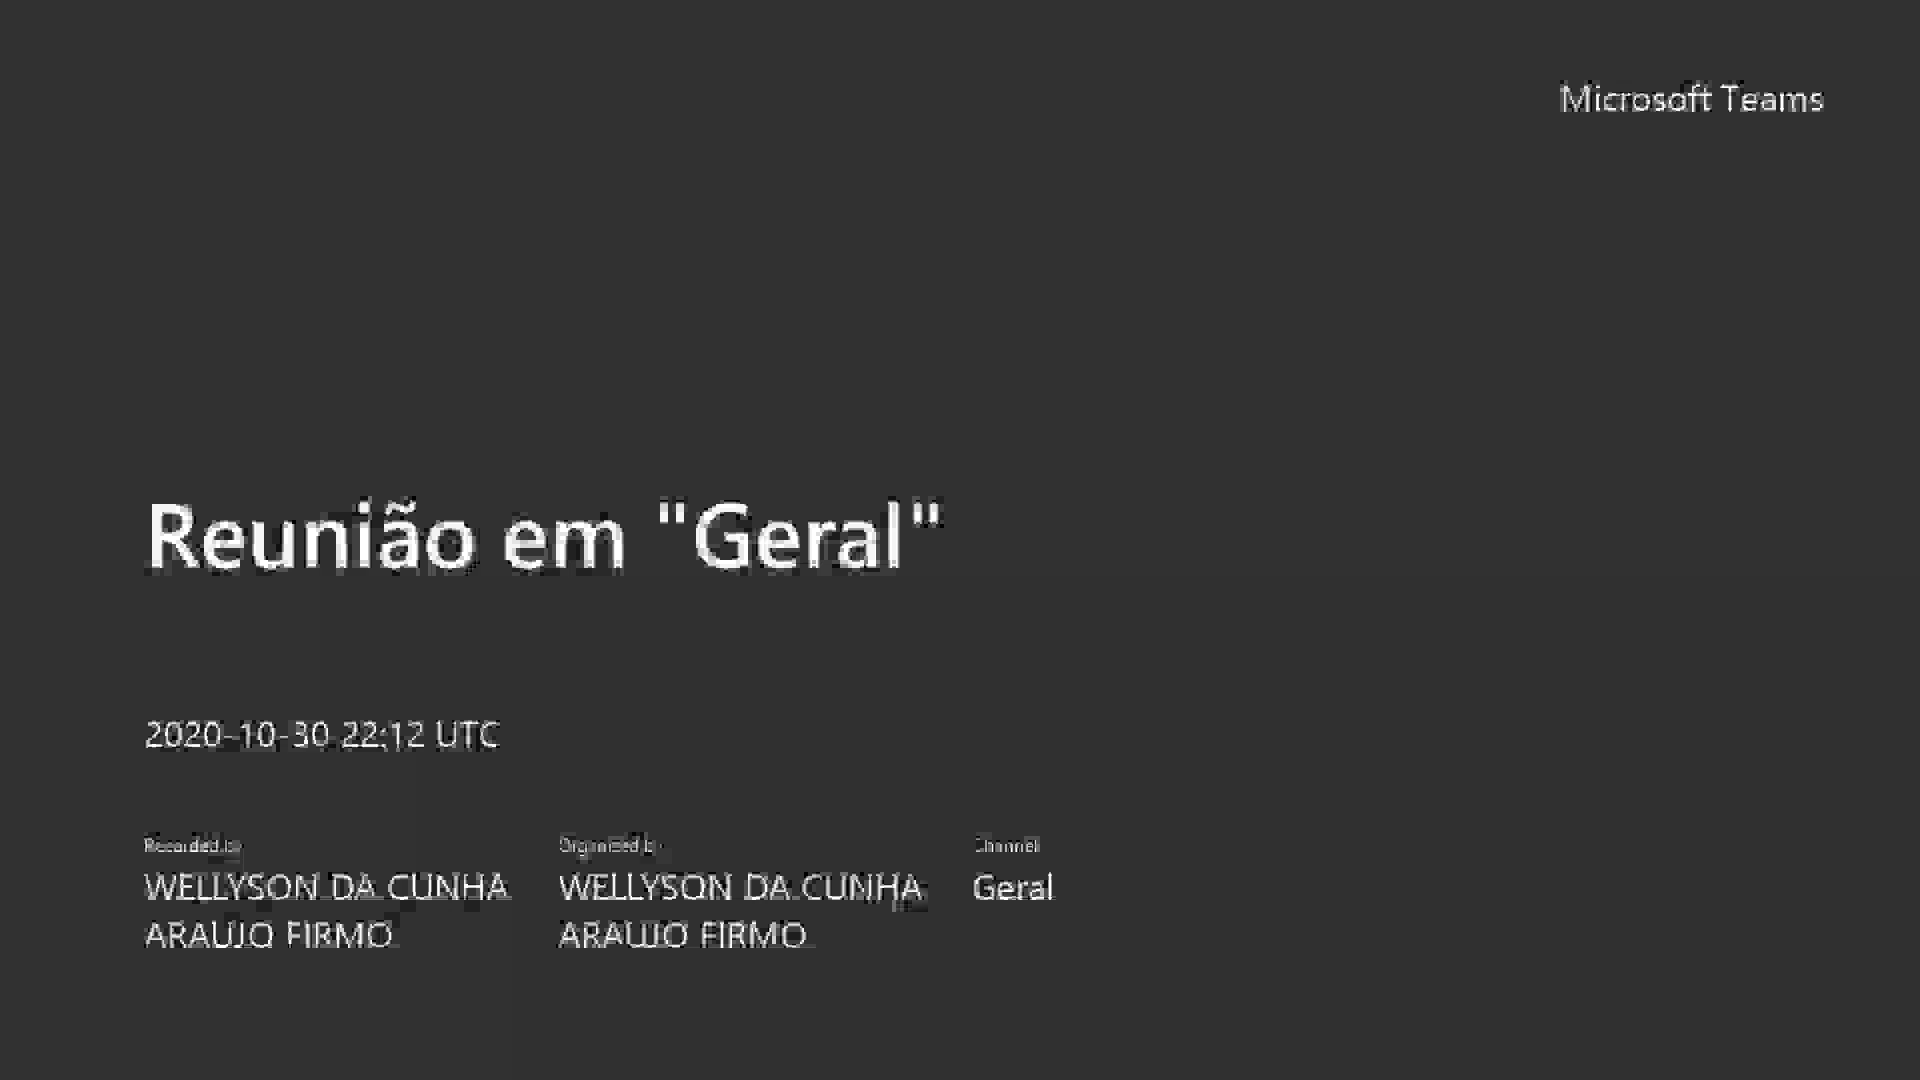 Microsoft Teams
Reunião em "Geral"
2020-10-30 22:12 UTC
Recorded by
WELLYSON DA CUNHA
ARAUJO FIRMO
Organized by
WELLYSON DA CUNHA
ARAUJO FIRMO
Channel
Geral